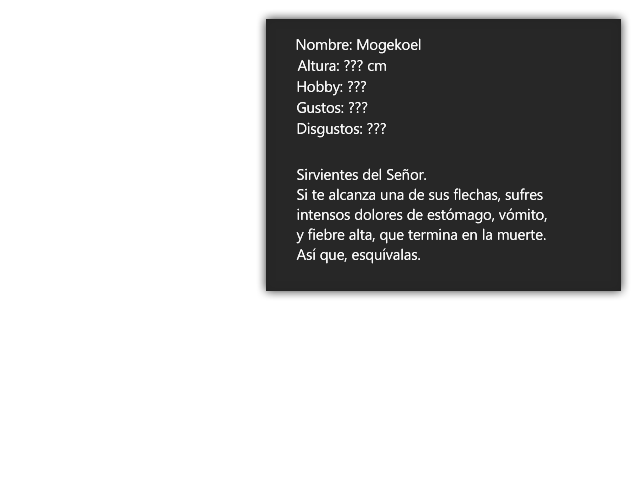 Nombre: Mogekoel
Altura: ??? cm
Hobby: ???
Gustos: ???
Disgustos: ???
Sirvientes del Señor.
Si te alcanza una de sus flechas, sufres
intensos dolores de estómago, vómito,
y fiebre alta, que termina en la muerte.
Así que, esquívalas.